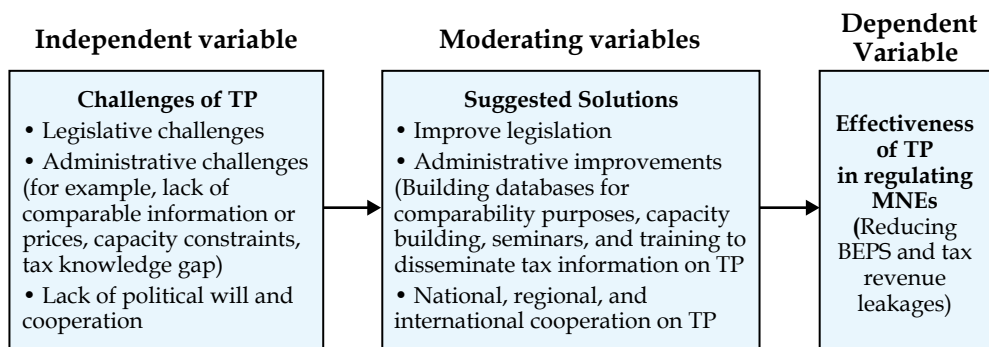 Independent variable
Challenges of TP
• Legislative challenges
• Administrative challenges
(for example, lack of
comparable information or
prices, capacity constraints,
tax knowledge gap)
• Lack of political will and
cooperation
Moderating variables
Suggested Solutions
• Improve legislation
• Administrative improvements
(Building databases for
comparability purposes, capacity
building, seminars, and training to
disseminate tax information on TP
• National, regional, and
international cooperation on TP
Dependent
Variable
Effectiveness
of TP
in regulating
MNEs
(Reducing
BEPS and tax
revenue
leakages)